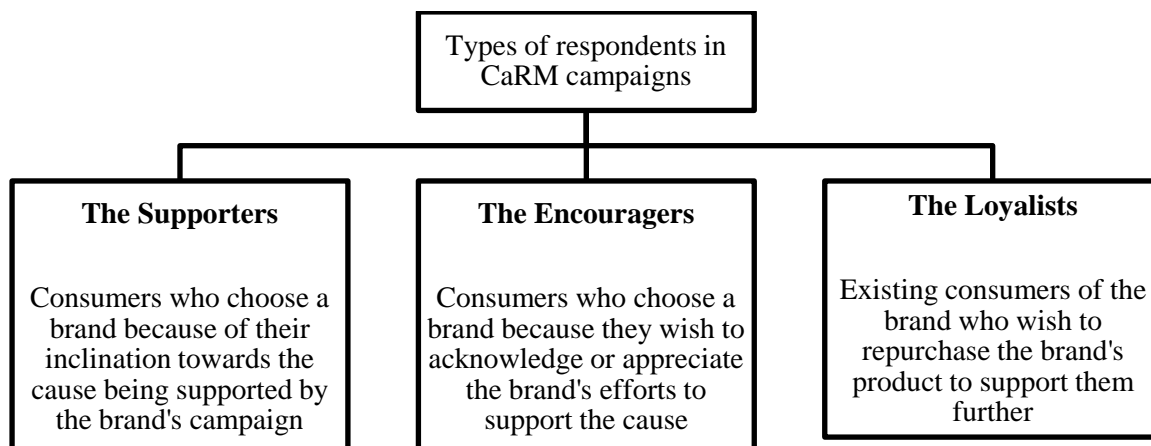 Types of respondents in
CaRM campaigns
The Supporters
Consumers who choose a
brand because of their
inclination towards the
cause being supported by
the brand's campaign
The Encouragers
Consumers who choose a
brand because they wish to
acknowledge or appreciate
the brand's efforts to
support the cause
The Loyalists
Existing consumers of the
brand who wish to
repurchase the brand's
product to support them
further